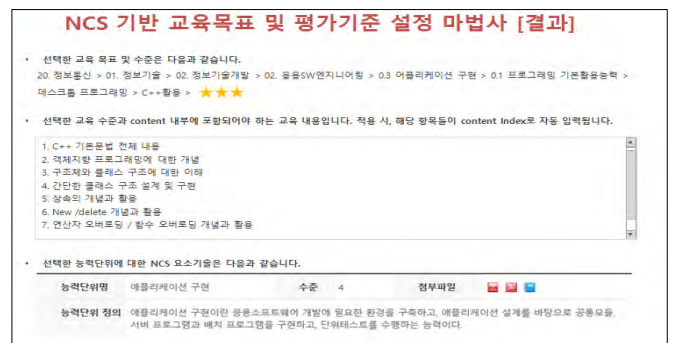 NCS 기반 교육목표 및 평가기준 설정 마법사 [결과]
• 선택한 교육 목표 및 수준은 다음과 같습니다.
20. 정보통신 > 01. 정보기술 > 02. 정보기술개발 > 02. 응용SW엔지니어링 > 0.3 어플리케이션 구현 > 0.1 프로그래밍 기본활용능력 >
데스크톱 프로그래밍 > C++활용 > ★★★
• 선택한 교육 수준과 content 내부에 포함되어야 하는 교육 내용입니다. 적용 시, 해당 항목들이 content Index로 자동 입력됩니다.
1. C++ 기본문법 전체 내용
2. 객체지향 프로그래밍에 대한 개념
3. 구조체와 클래스 구조에 대한 이해
4. 간단한 클래스 구조 설계 및 구현
5. 상속의 개념과 활용
6. New /delete 개념과 활용
7. 연산자 오버로딩 / 함수 오버로딩 개념과 활용
• 선택한 능력단위에 대한 NCS 요소기술은 다음과 같습니다.
능력단위명 애플리케이션 구현 수준 4 첨부파일
능력단위 정의 애플리케이션 구현이란 응용소프트웨어 개발에 필요한 환경을 구축하고, 애플리케이션 설계를 바탕으로 공통모듈,
서버 프로그램과 배치 프로그램을 구현하고, 단위테스트를 수행하는 능력이다.